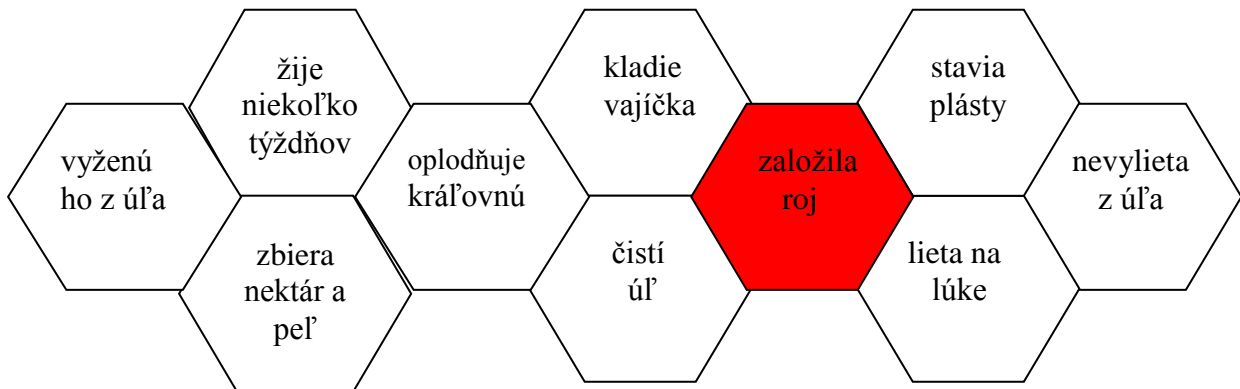 vyženú
ho z úľa
žije
niekoľko
týždňov
zbiera
nektár a
peľ
oplodňuje
kráľovnú
kladie
vajíčka
čistí
úľ
založila
roj
stavia
plásty
lieta na
lúke
nevylieta
z úľa